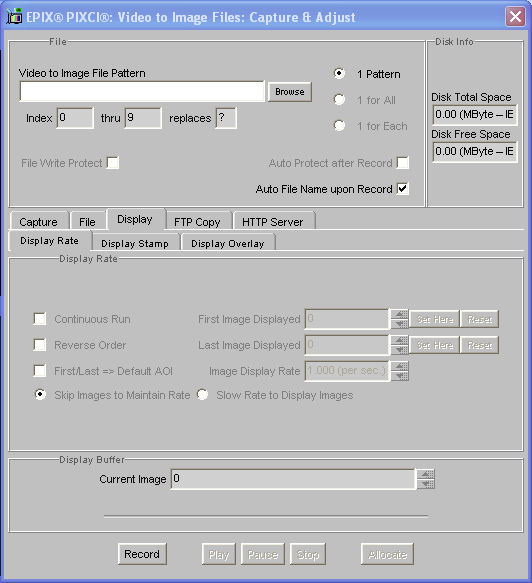 EPIX® PIXCI®: Video to Image Files: Capture & Adjust
File
Disk Info
Video to Image File Pattern
Browse
1 Pattern
1 for All
1 for Each
Index 0 thru 9 replaces ?
Disk Total Space
0.00 (MByte -- IE
Disk Free Space
0.00 (MByte -- IE
File Write Protect
Auto Protect after Record
Auto File Name upon Record
Capture File Display FTP Copy HTTP Server
Display Rate Display Stamp Display Overlay
Display Rate
Continuous Run First Image Displayed 0 Set Here Reset
Reverse Order Last Image Displayed 0 Set Here Reset
First/Last => Default AOI Image Display Rate 1.000 (per sec.)
Skip Images to Maintain Rate Slow Rate to Display Images
Display Buffer
Current Image 0
Record Play Pause Stop Allocate